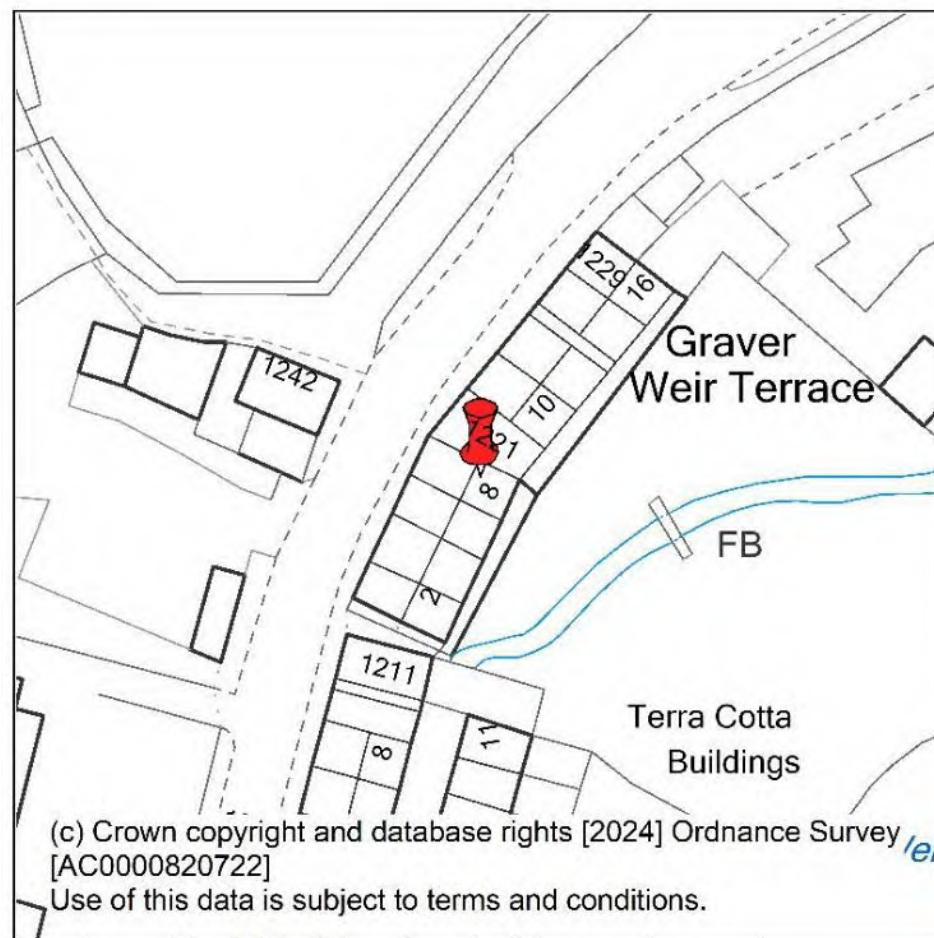 1229
16
Graver
Weir Terrace
1242
10
1221
8
FB
2
1211
Terra Cotta
Buildings
8
11
(c) Crown copyright and database rights [2024] Ordnance Survey
[AC0000820722]
Use of this data is subject to terms and conditions.